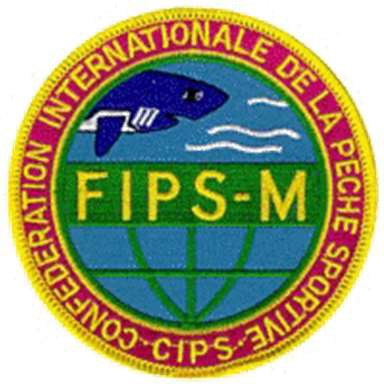 CONFEDERATION INTERNATIONALE DE LA PECHE SPORTIVE
FIPS-M
·CIPS·